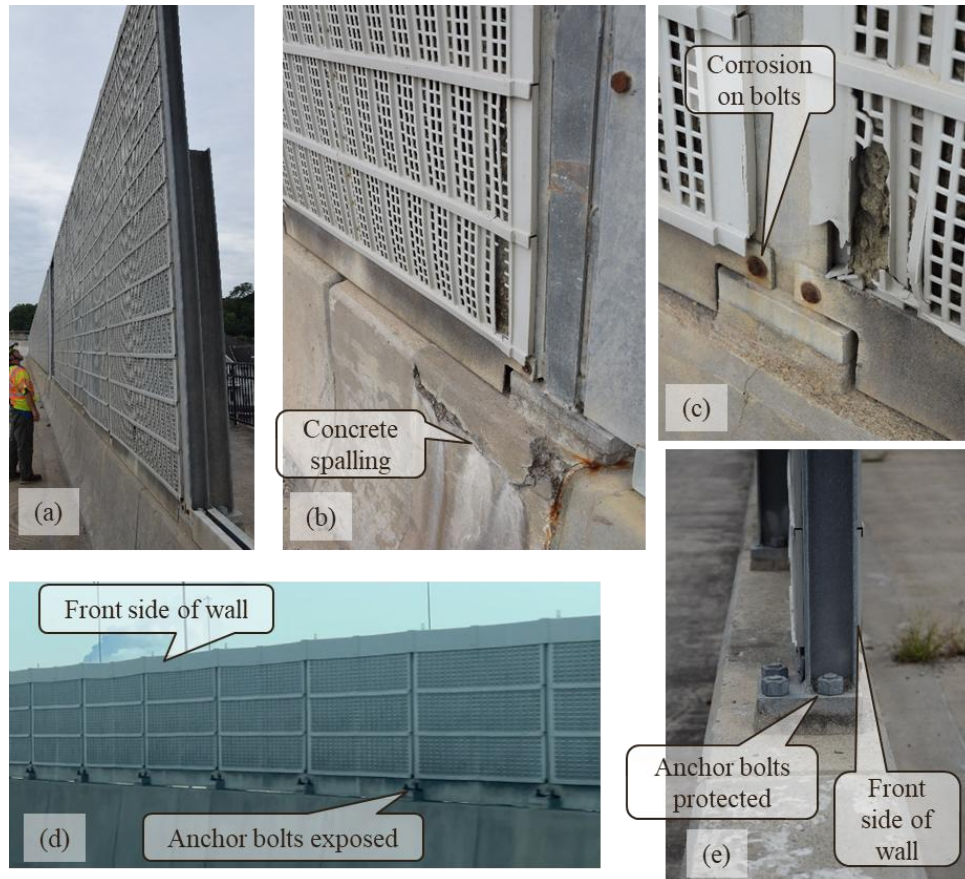 (a)
Concrete
spalling
(b)
Corrosion
on bolts
(c)
Front side of wall
Anchor bolts exposed
(d)
Anchor bolts
protected
Front
side of
wall
(e)